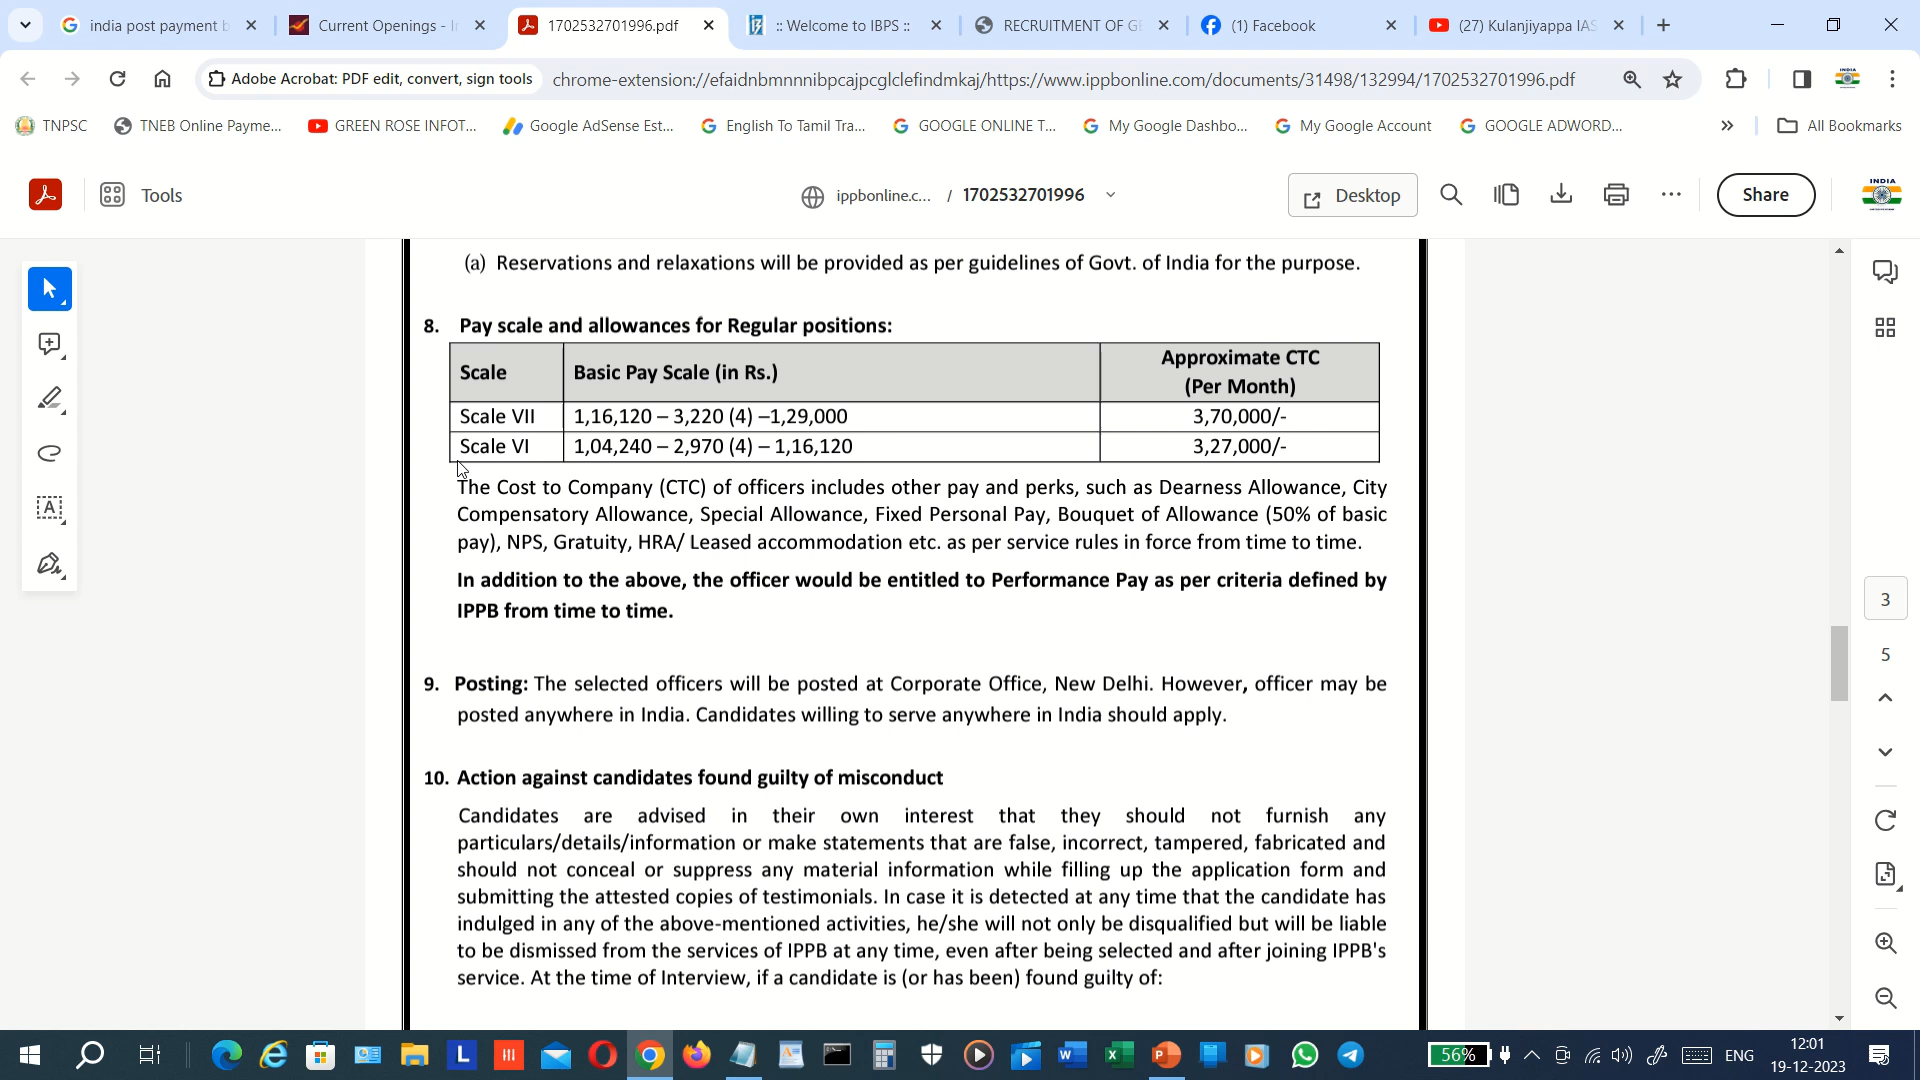 india post payment b
Current Openings - In
1702532701996.pdf
:: Welcome to IBPS ::
RECRUITMENT OF GE
(1) Facebook
(27) Kulanjiyappa IAS
Adobe Acrobat: PDF edit, convert, sign tools
chrome-extension://efaidnbmnnnibpcajpcglclefindmkaj/https://www.ippbonline.com/documents/31498/132994/1702532701996.pdf
TNPSC
TNEB Online Payme...
GREEN ROSE INFOT...
Google AdSense Est...
English To Tamil Tra...
GOOGLE ONLINE T...
My Google Dashbo...
My Google Account
GOOGLE ADWORD...
All Bookmarks
Tools
ippbonline.c... / 1702532701996
Desktop
Share
INDIA
(a) Reservations and relaxations will be provided as per guidelines of Govt. of India for the purpose.
8. Pay scale and allowances for Regular positions:
Scale
Basic Pay Scale (in Rs.)
Approximate CTC
(Per Month)
Scale VII
1,16,120 – 3,220 (4) –1,29,000
3,70,000/-
Scale VI
1,04,240 – 2,970 (4) – 1,16,120
3,27,000/-
The Cost to Company (CTC) of officers includes other pay and perks, such as Dearness Allowance, City
Compensatory Allowance, Special Allowance, Fixed Personal Pay, Bouquet of Allowance (50% of basic
pay), NPS, Gratuity, HRA/ Leased accommodation etc. as per service rules in force from time to time.
In addition to the above, the officer would be entitled to Performance Pay as per criteria defined by
IPPB from time to time.
9. Posting: The selected officers will be posted at Corporate Office, New Delhi. However, officer may be
posted anywhere in India. Candidates willing to serve anywhere in India should apply.
10. Action against candidates found guilty of misconduct
Candidates are advised in their own interest that they should not furnish any
particulars/details/information or make statements that are false, incorrect, tampered, fabricated and
should not conceal or suppress any material information while filling up the application form and
submitting the attested copies of testimonials. In case it is detected at any time that the candidate has
indulged in any of the above-mentioned activities, he/she will not only be disqualified but will be liable
to be dismissed from the services of IPPB at any time, even after being selected and after joining IPPB's
service. At the time of Interview, if a candidate is (or has been) found guilty of:
3
5
56%
ENG
12:01
19-12-2023